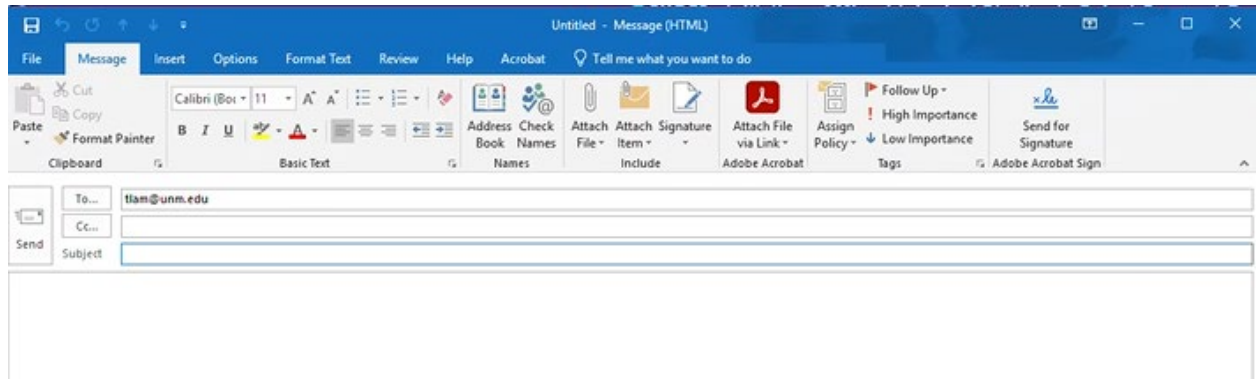 Untitled - Message (HTML)
File Message Insert Options Format Text Review Help Acrobat Tell me what you want to do
Paste
Cut
Copy
Format Painter
Clipboard
Calibri (Boı 11 A A
B I U ab A
Basic Text
Address Book
Check Names
Names
Attach File
Attach Item
Signature
Include
Attach File via Link
Adobe Acrobat
Assign Policy
Follow Up
! High Importance
Low Importance
Tags
Send for Signature
Adobe Acrobat Sign
Send
To... tlam@unm.edu
Cc...
Subject